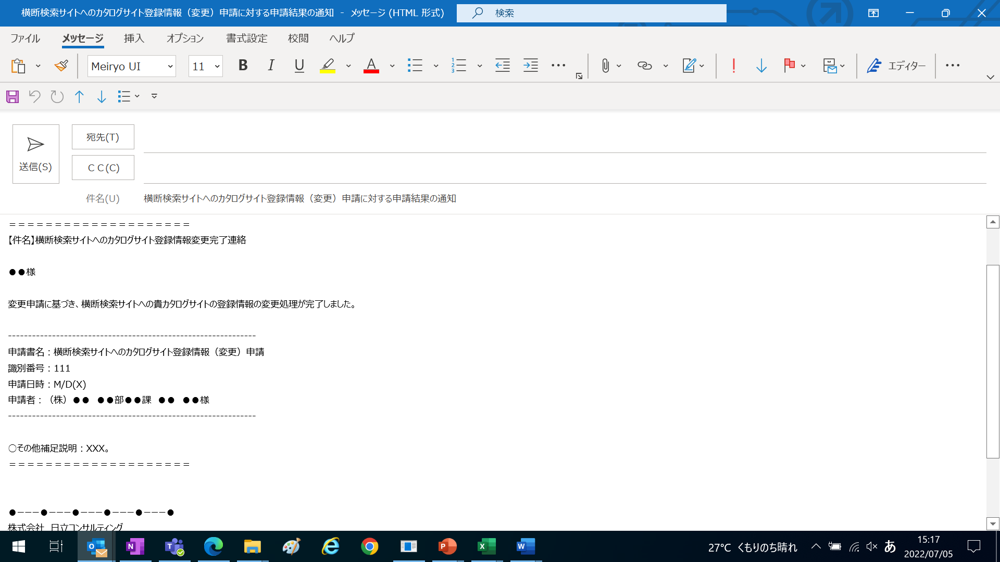 横断検索サイトへのカタログサイト登録情報（変更）申請に対する申請結果の通知 - メッセージ (HTML 形式)
検索
ファイル メッセージ 挿入 オプション 書式設定 校閲 ヘルプ
Meiryo UI 11 B I U A エディター
送信(S)
宛先(T)
ＣＣ(C)
件名(U) 横断検索サイトへのカタログサイト登録情報（変更）申請に対する申請結果の通知
＝＝＝＝＝＝＝＝＝＝＝＝＝＝＝＝＝＝＝＝
【件名】横断検索サイトへのカタログサイト登録情報変更完了連絡
●●様
変更申請に基づき、横断検索サイトへの貴カタログサイトの登録情報の変更処理が完了しました。
--------------------------------------------------------------
申請書名：横断検索サイトへのカタログサイト登録情報（変更）申請
識別番号：111
申請日時：M/D(X)
申請者：（株）●●　●●部●●課　●●　●●様
--------------------------------------------------------------
○その他補足説明：XXX。
＝＝＝＝＝＝＝＝＝＝＝＝＝＝＝＝＝＝＝＝
●−−−●−−−●−−−●−−−●−−−●
株式会社　日立コンサルティング
27℃ くもりのち晴れ
あ
15:17
2022/07/05